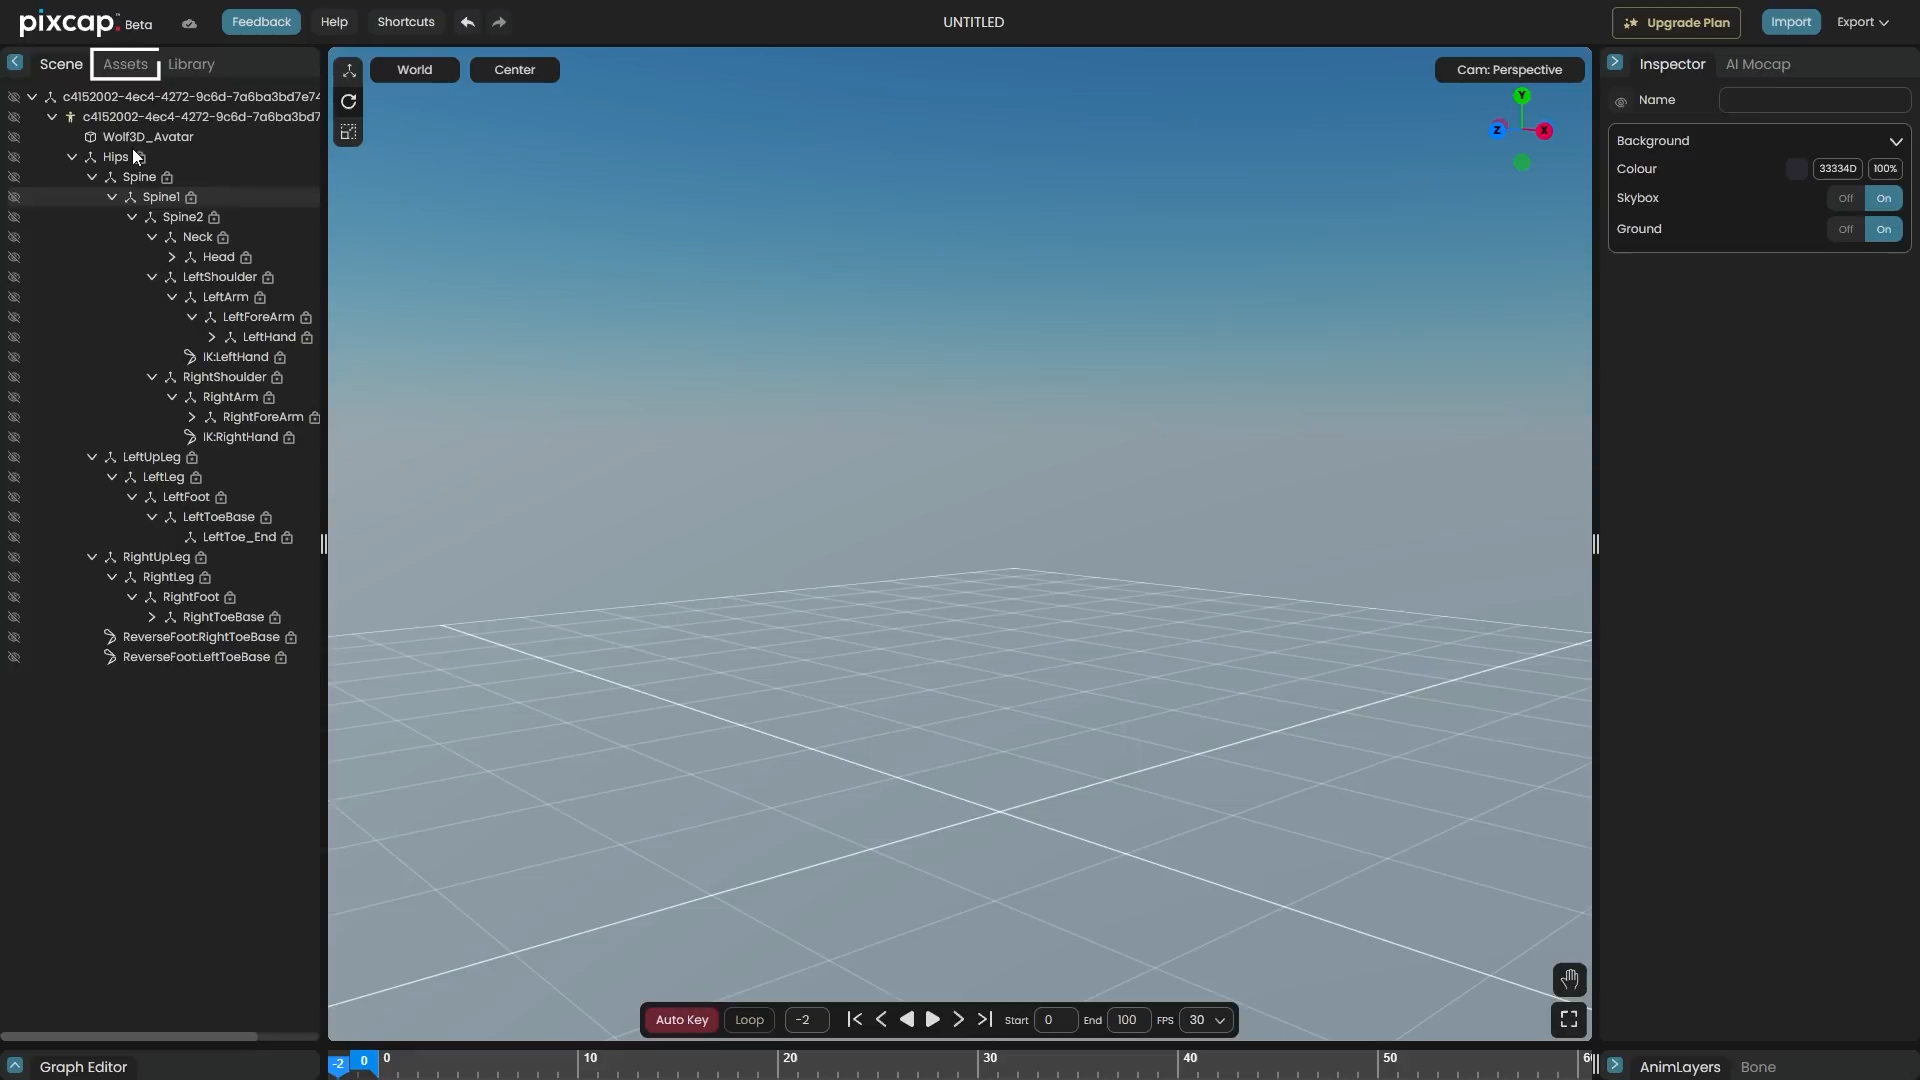 pixcap Beta Feedback Help Shortcuts UNTITLED Upgrade Plan Import Export
Scene Assets Library World Center Cam: Perspective Inspector AI Mocap
c4152002-4ec4-4272-9c6d-7a6ba3bd7e74
c4152002-4ec4-4272-9c6d-7a6ba3bd7
Wolf3D_Avatar
Hips
Spine
Spine1
Spine2
Neck
Head
LeftShoulder
LeftArm
LeftForeArm
LeftHand
IK:LeftHand
RightShoulder
RightArm
RightForeArm
IK:RightHand
LeftUpLeg
LeftLeg
LeftFoot
LeftToeBase
LeftToe_End
RightUpLeg
RightLeg
RightFoot
RightToeBase
ReverseFoot:RightToeBase
ReverseFoot:LeftToeBase
Y
Z X
Name
Background
Colour 33334D 100%
Skybox Off On
Ground Off On
Auto Key Loop -2 Start 0 End 100 FPS 30
Graph Editor -2 0 0 10 20 30 40 50 AnimLayers Bone